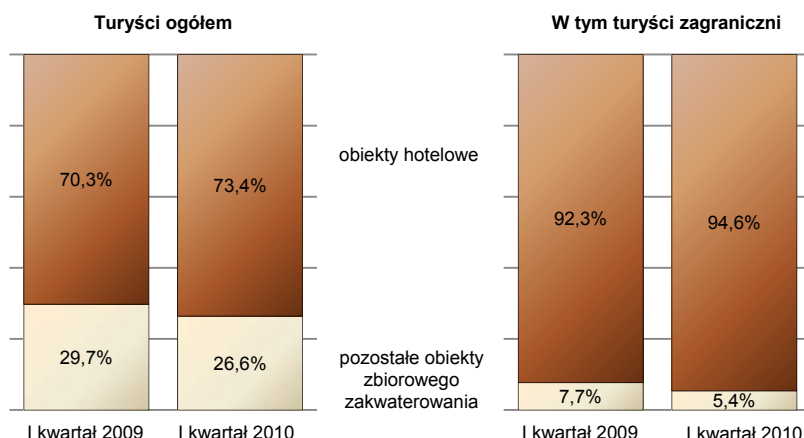 Turyści ogółem
W tym turyści zagraniczni
obiekty hotelowe
70,3%
73,4%
92,3%
94,6%
29,7%
26,6%
pozostałe obiekty
zbiorowego
zakwaterowania
7,7%
5,4%
I kwartał 2009
I kwartał 2010
I kwartał 2009
I kwartał 2010